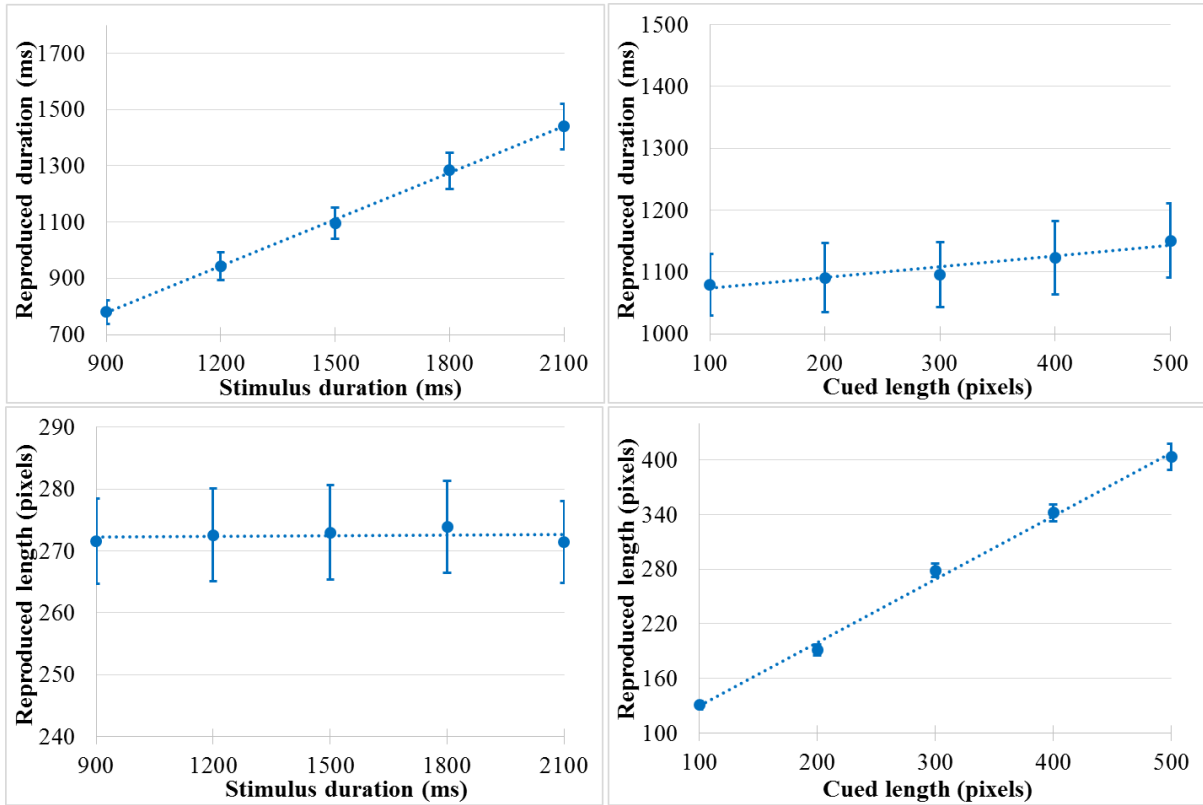 Reproduced duration (ms)
1700
1500
1300
1100
900
700
900 1200 1500 1800 2100
Stimulus duration (ms)
Reproduced duration (ms)
1500
1400
1300
1200
1100
1000
100 200 300 400 500
Cued length (pixels)
Reproduced length (pixels)
290
280
270
260
250
240
900 1200 1500 1800 2100
Stimulus duration (ms)
Reproduced length (pixels)
400
340
280
220
160
100
100 200 300 400 500
Cued length (pixels)